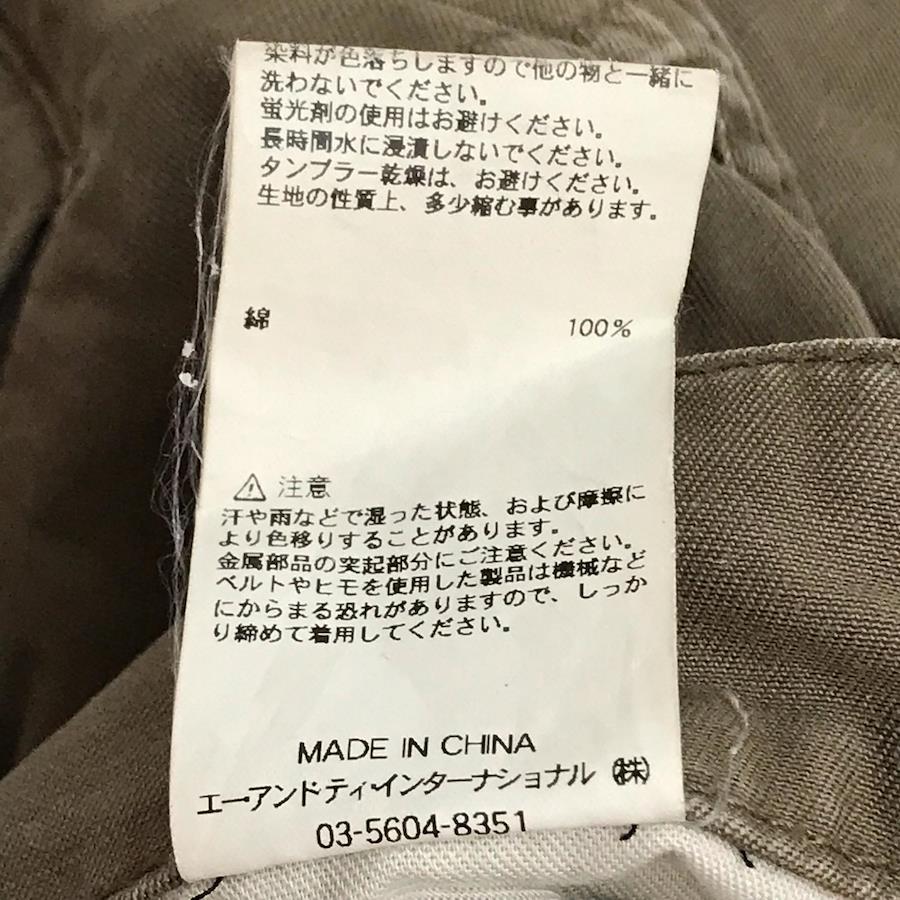 染料が色落ちしますので他の物と一緒に
洗わないでください。
蛍光剤の使用はお避けください。
長時間水に浸漬しないでください。
タンブラー乾燥は、お避けください。
生地の性質上、多少縮む事があります。
綿 100%
⚠ 注意
汗や雨などで湿った状態、および摩擦に
より色移りすることがあります。
金属部品の突起部分にご注意ください。
ベルトやヒモを使用した製品は機械など
にからまる恐れがありますので、しっか
り締めて着用してください。
MADE IN CHINA
エー・アンドティ・インターナショナル ㈱
03-5604-8351